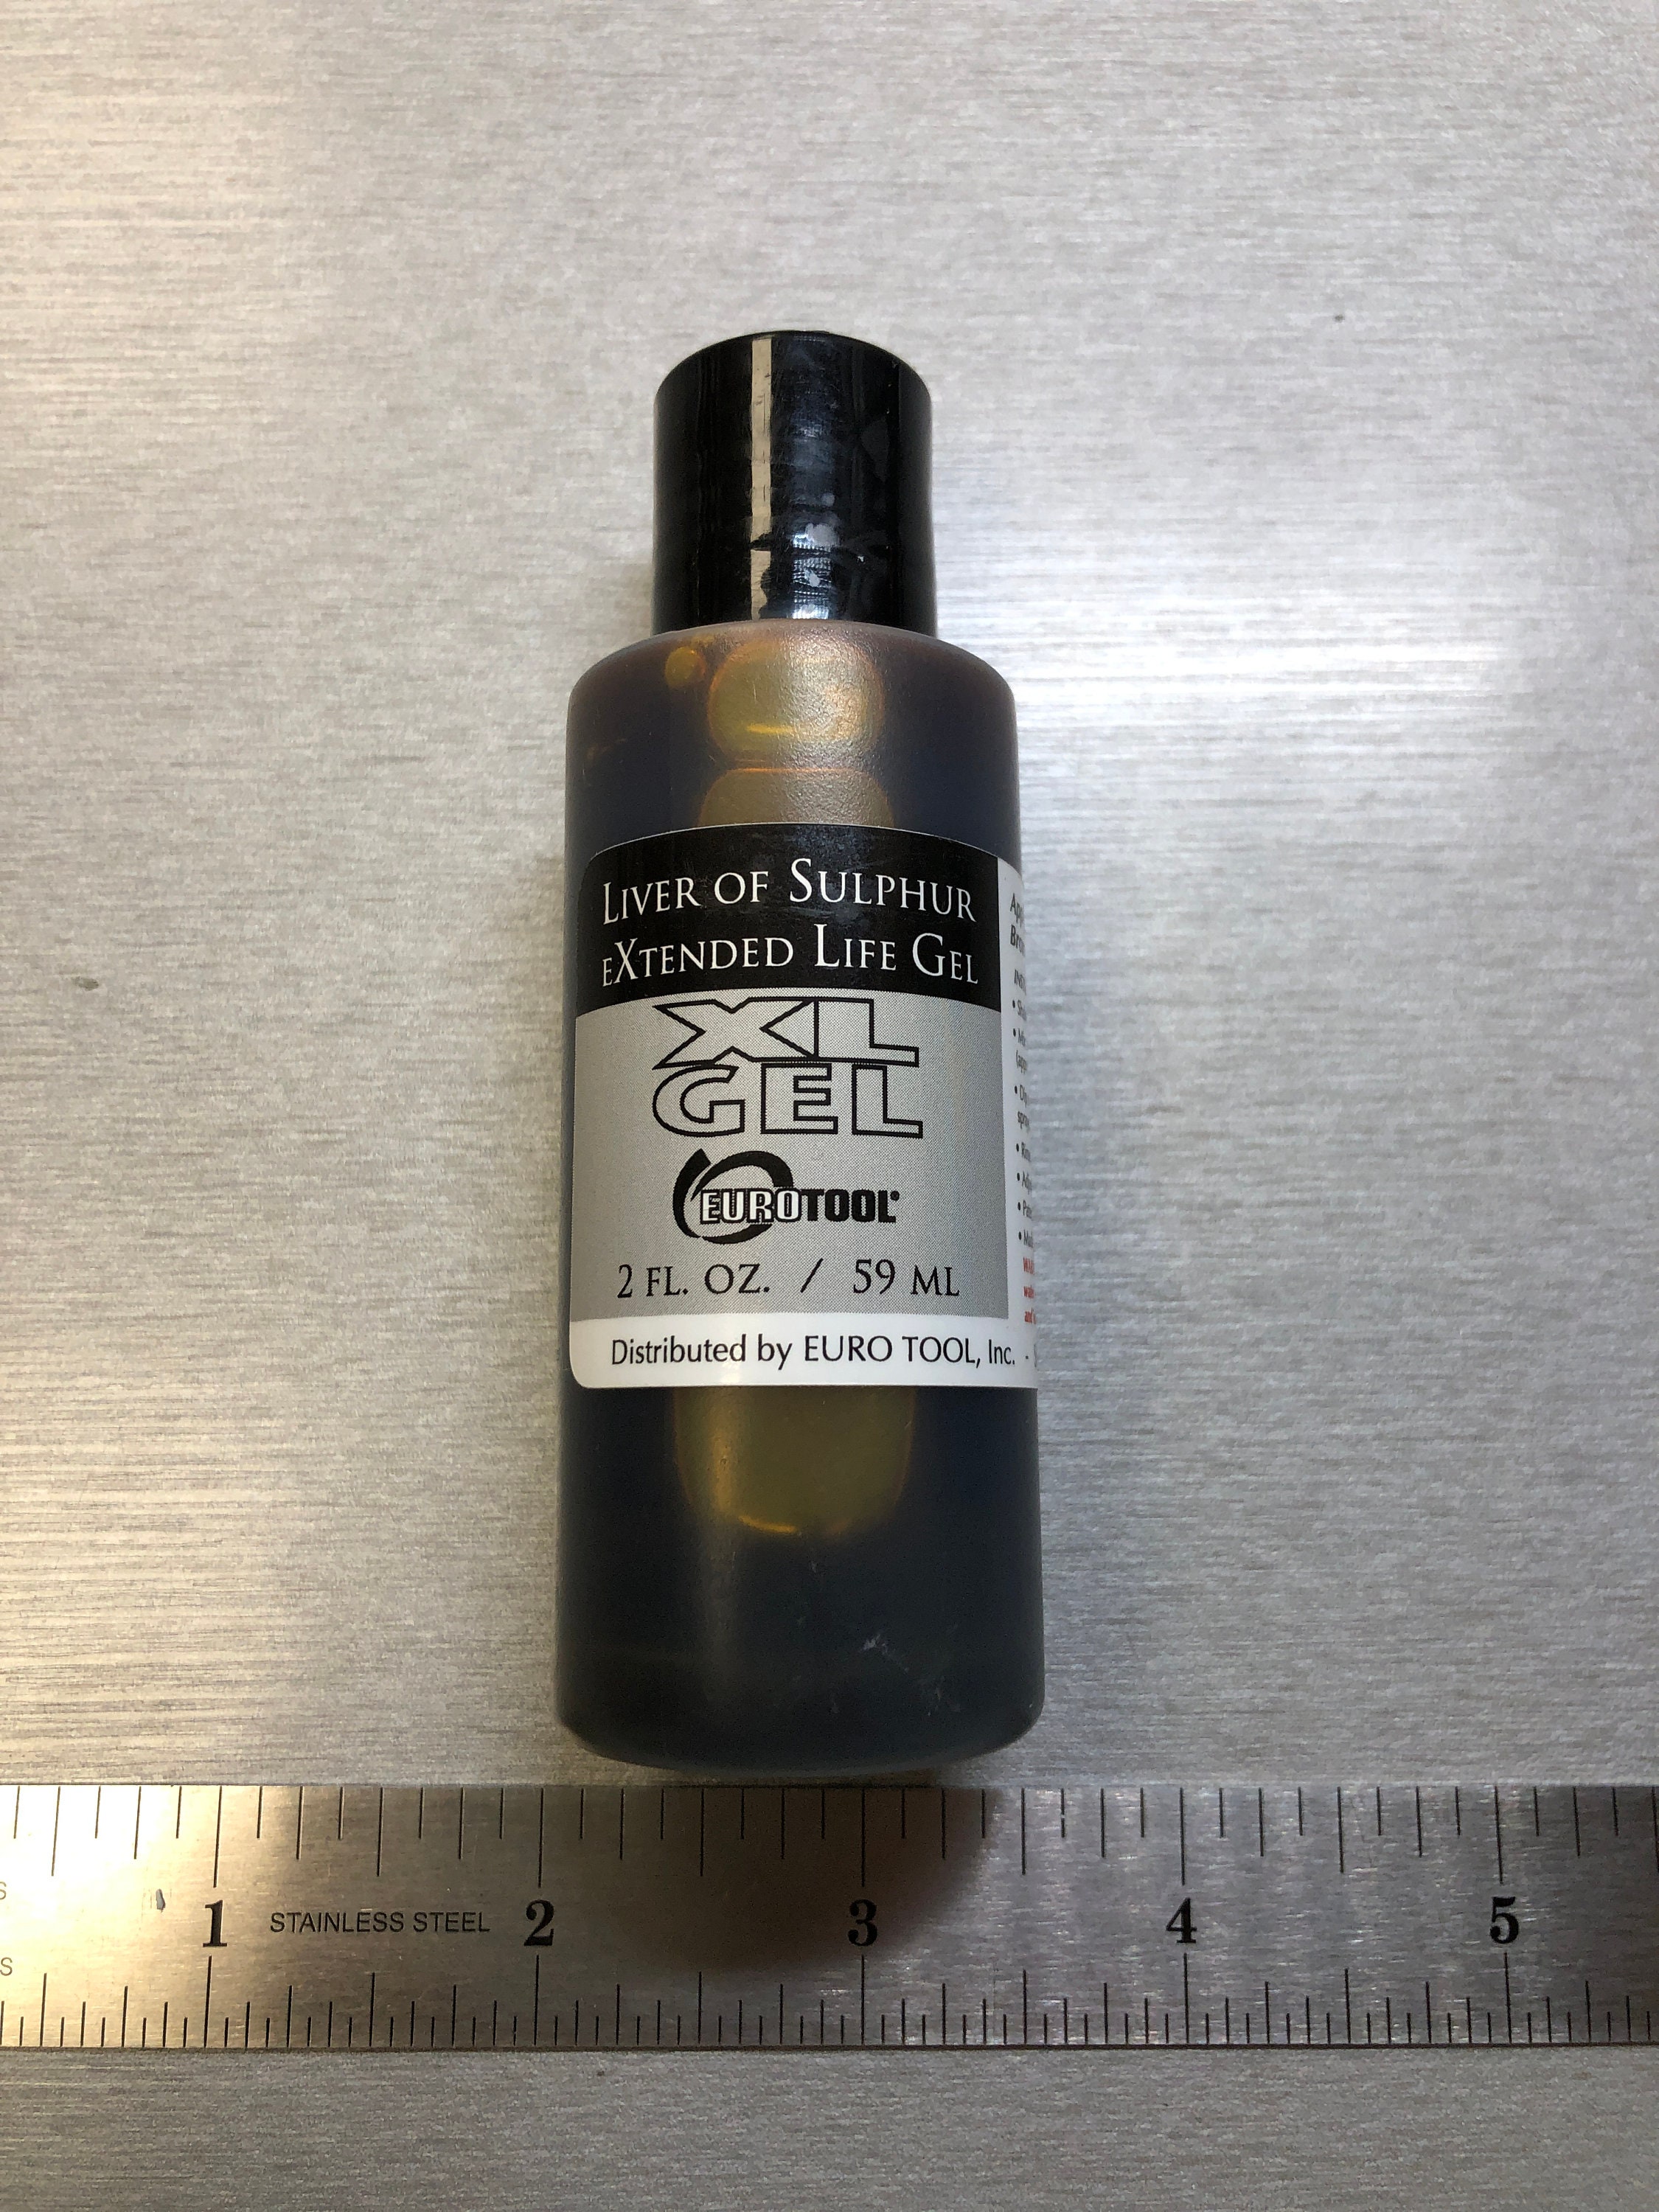 LIVER OF SULPHUR
EXTENDED LIFE GEL
XL
GEL
EUROTOOL
2 FL. OZ. / 59 ML
Distributed by EURO TOOL, Inc. -
1 STAINLESS STEEL 2 3 4 5